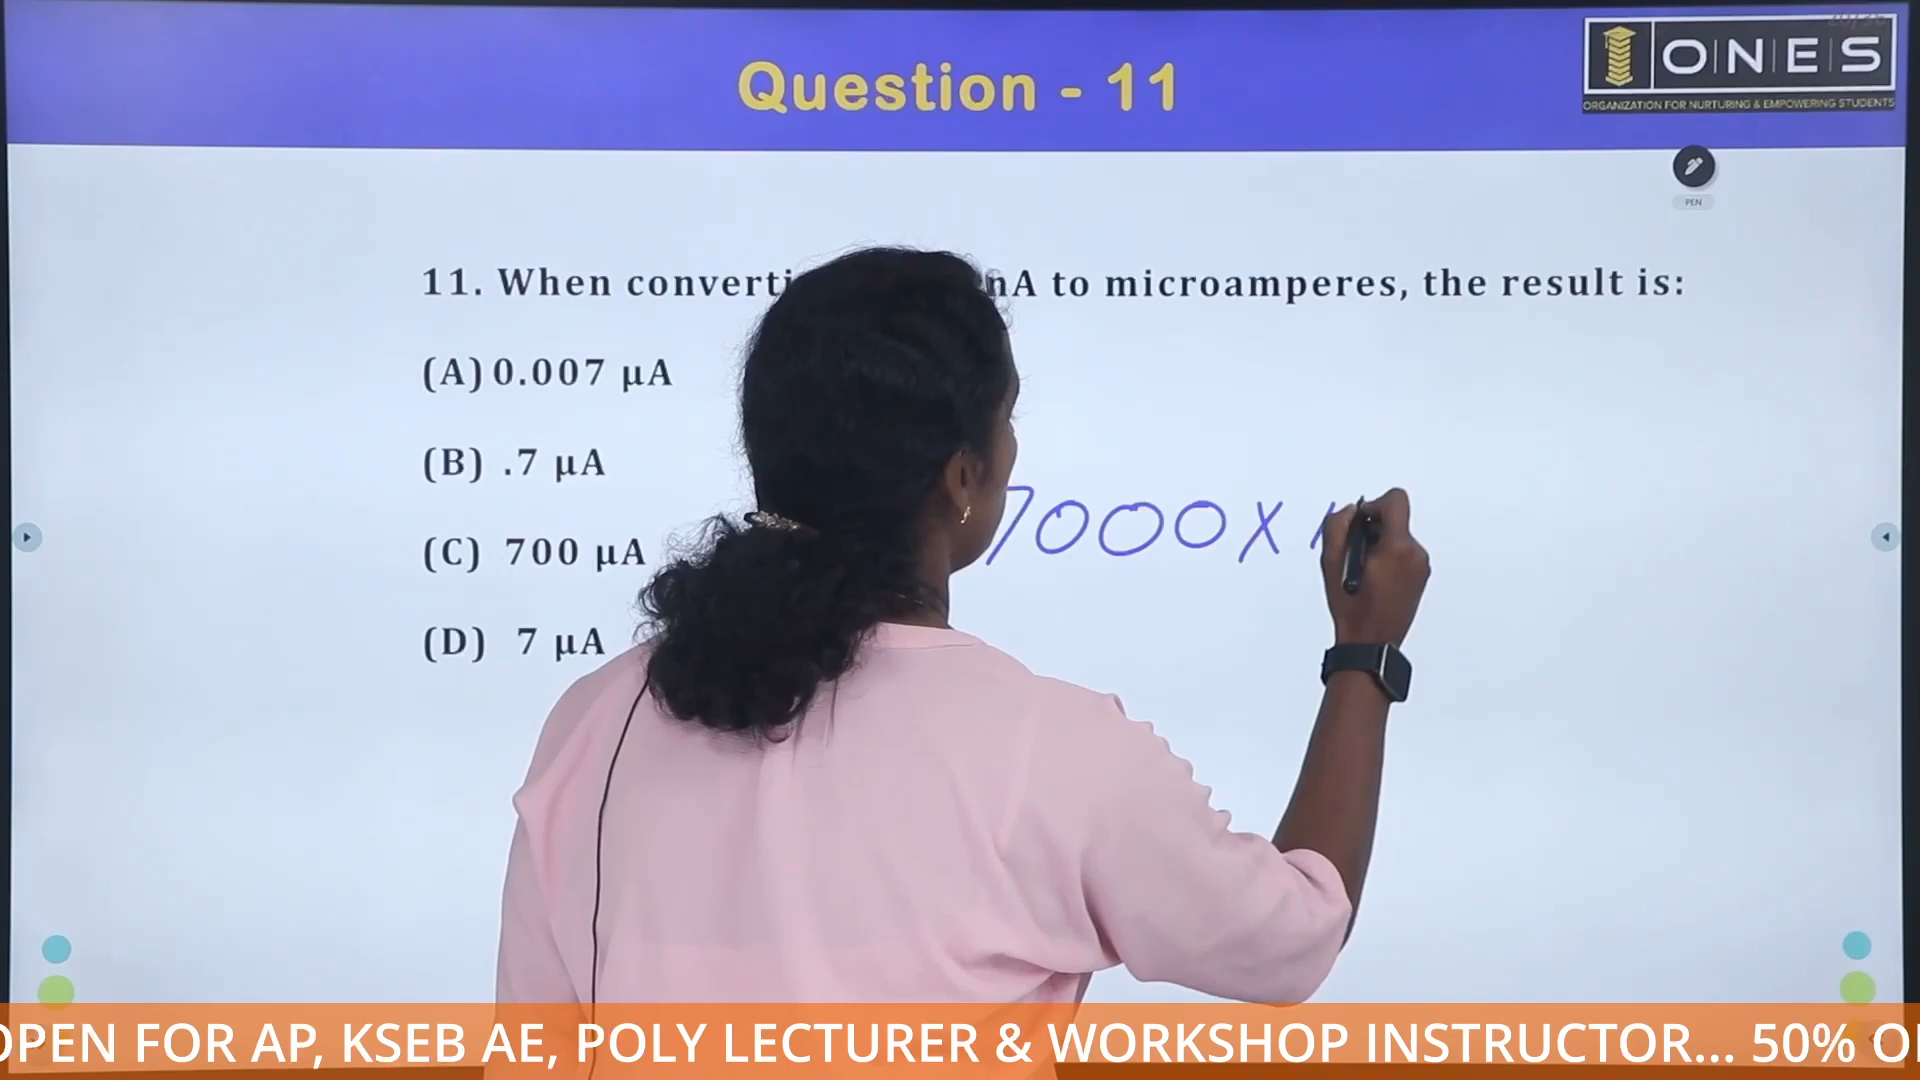 Question - 11
ONES
ORGANIZATION FOR NURTURING & EMPOWERING STUDENTS
PEN
11. When converti nA to microamperes, the result is:
(A) 0.007 μA
(B) .7 μA
(C) 700 μA
(D) 7 μA
7000 X
OPEN FOR AP, KSEB AE, POLY LECTURER & WORKSHOP INSTRUCTOR... 50% O